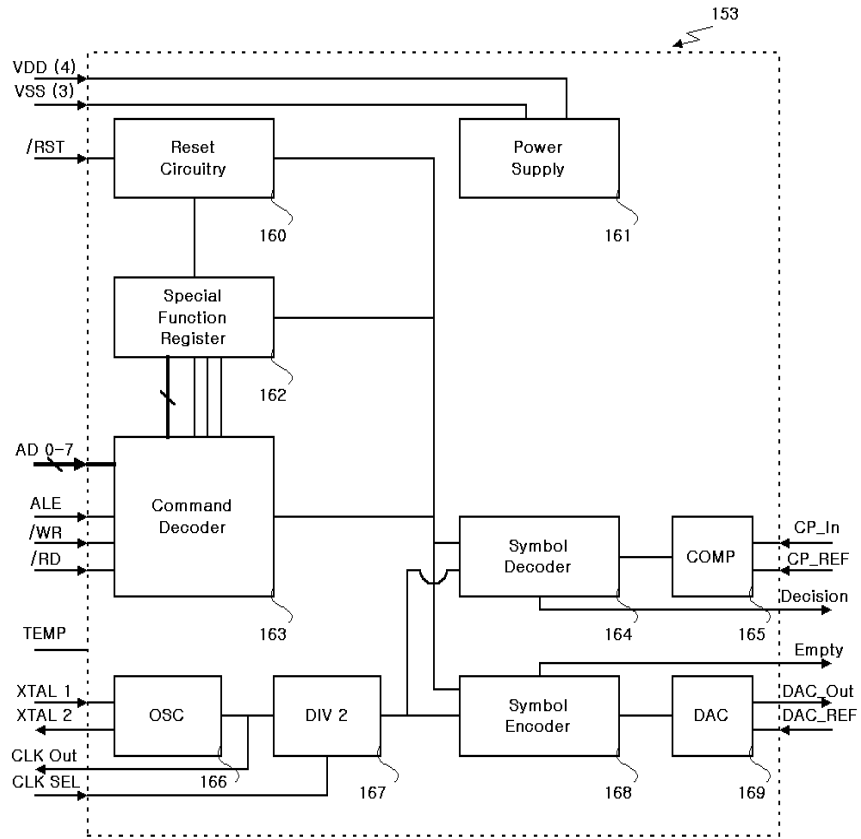 153
VDD (4)
VSS (3)
/RST
Reset
Circuitry
Power
Supply
160
161
Special
Function
Register
162
AD 0-7
ALE
/WR
/RD
Command
Decoder
Symbol
Decoder
COMP
CP_In
CP_REF
Decision
163
164
165
TEMP
Empty
XTAL 1
XTAL 2
OSC
DIV 2
Symbol
Encoder
DAC
DAC_Out
DAC_REF
CLK Out
CLK SEL
166
167
168
169